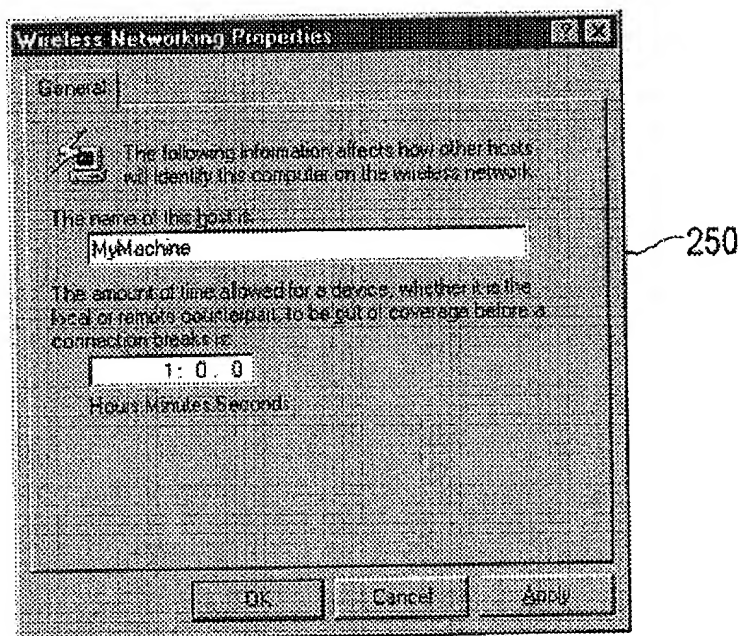 Wireless Networking Properties
General
The following information affects how other hosts
will identify this computer on the wireless network.
The name of this host is:
MyMachine
250
The amount of time allowed for a device, whether it is the
local or remote counterpart, to be out of coverage before a
connection breaks is:
1: 0. 0
Hours:Minutes:Seconds
OK
Cancel
Apply